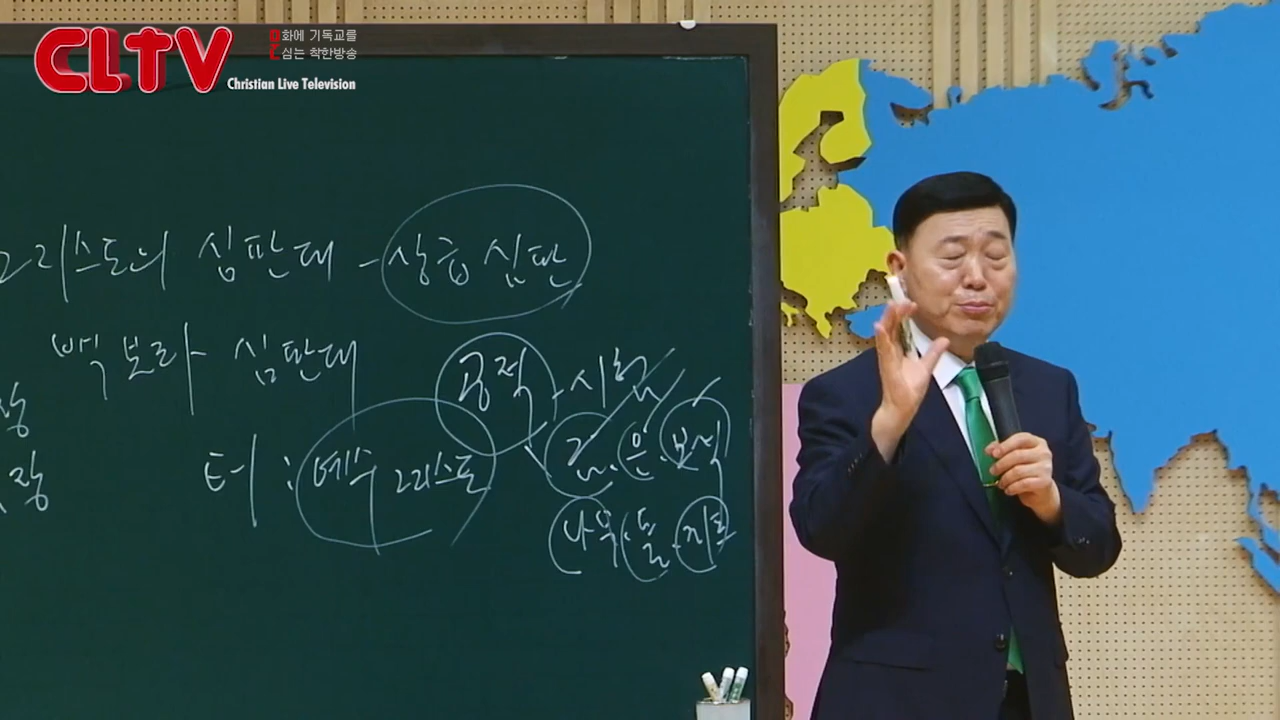 CLTV
문화에 기독교를
심는 착한방송
Christian Live Television
그리스도의 심판대 - 상급 심판
백보좌 심판대
공적 - 시험
터 : 예수 그리스도
금. 은. 보석
나무. 풀. 지푸